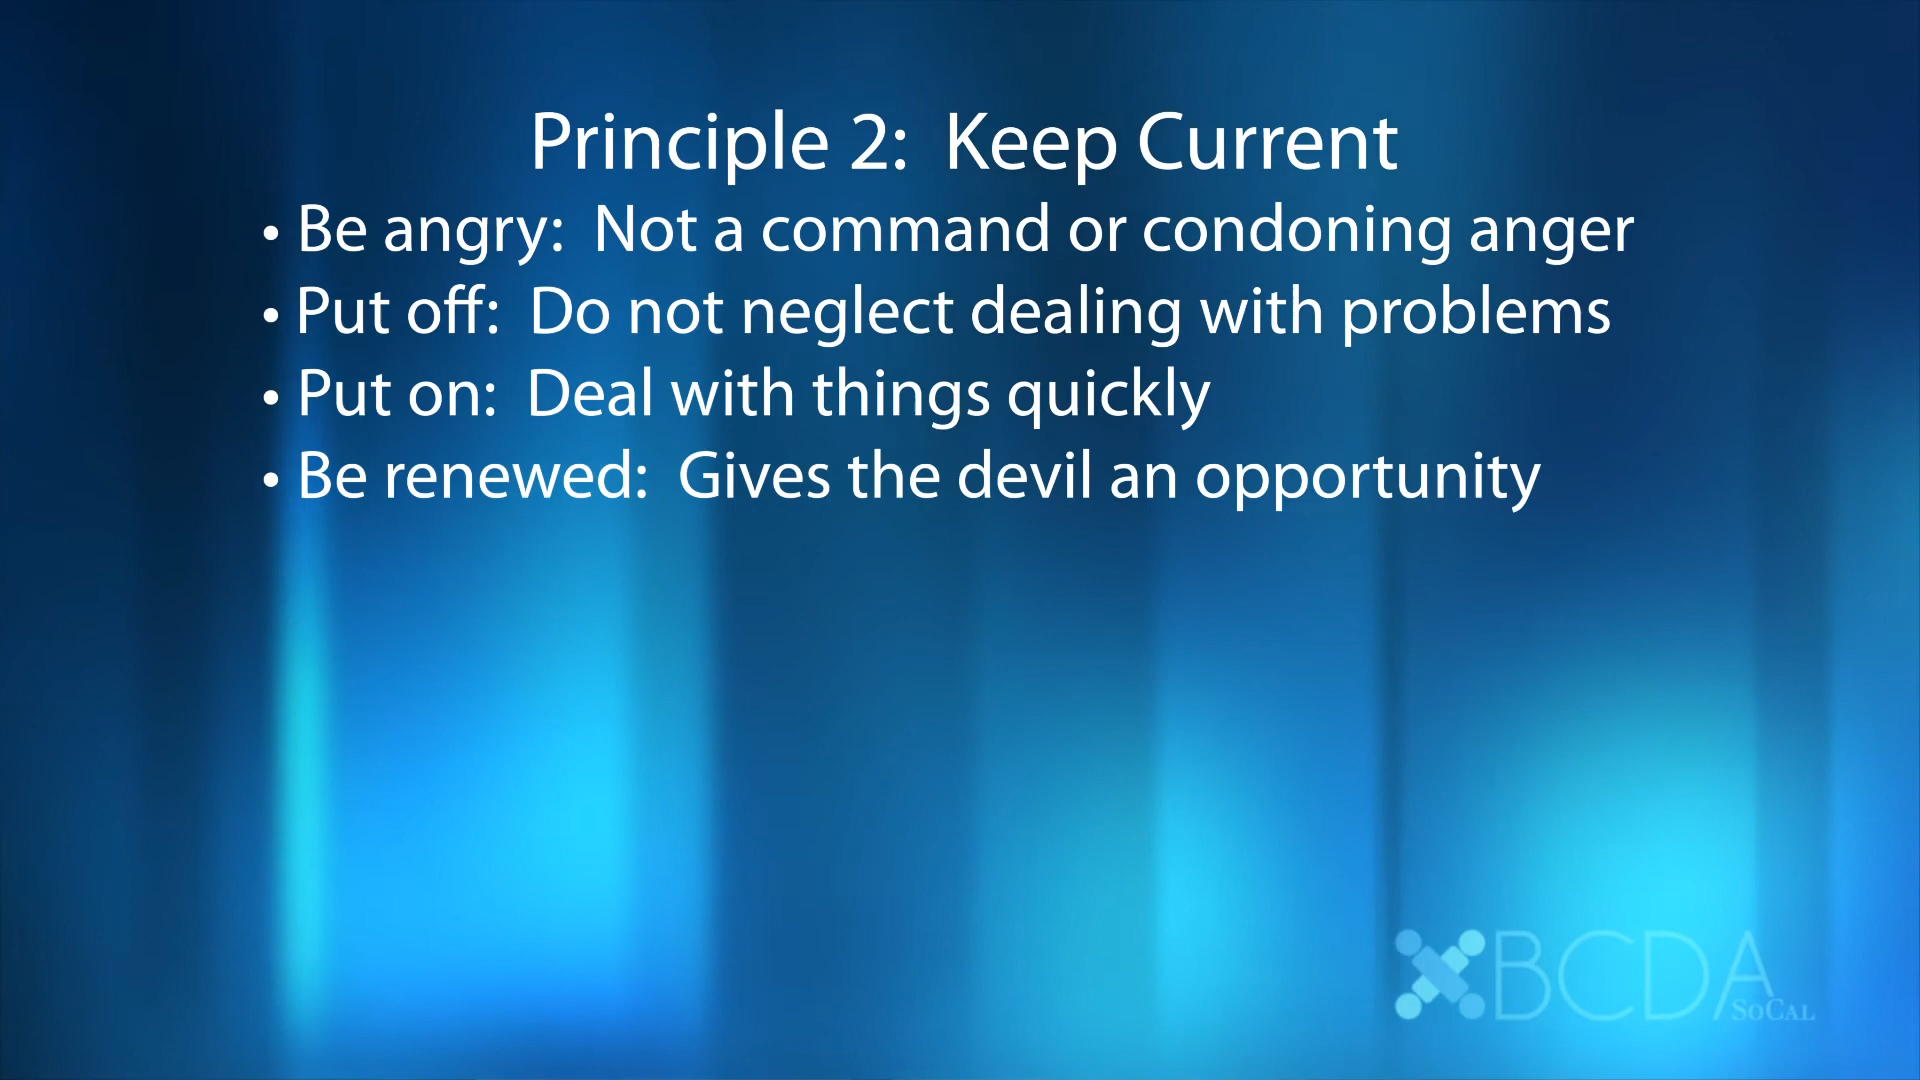 Principle 2:  Keep Current
• Be angry:  Not a command or condoning anger
• Put off:  Do not neglect dealing with problems
• Put on:  Deal with things quickly
• Be renewed:  Gives the devil an opportunity
BCDA
SoCal